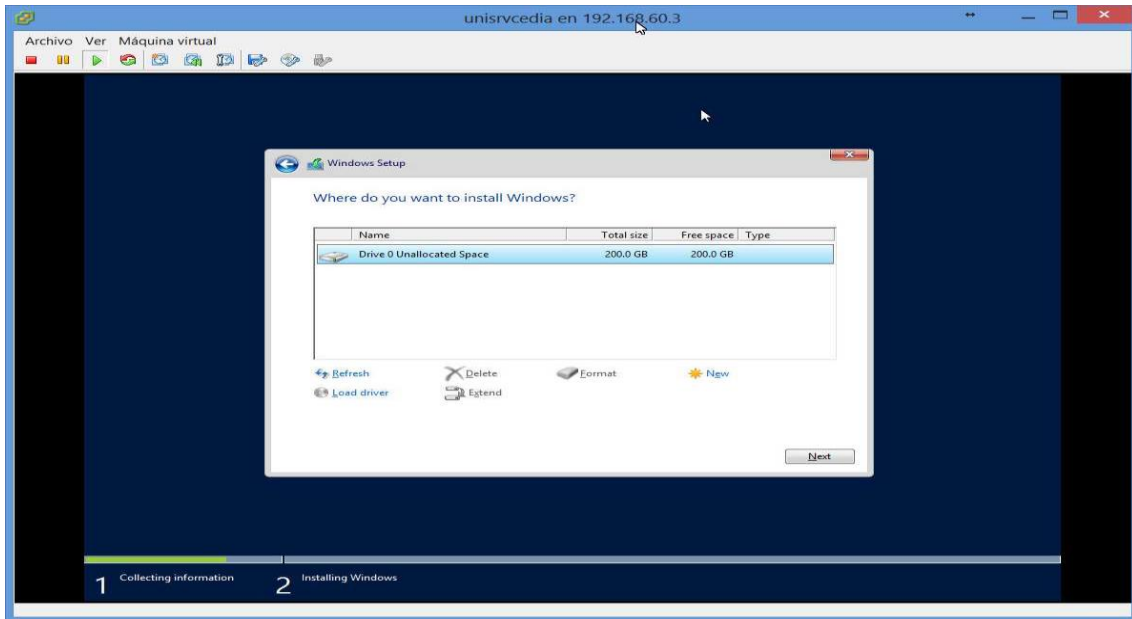 unisrvcedia en 192.168.60.3
Archivo Ver Máquina virtual
Windows Setup
Where do you want to install Windows?
Name Total size Free space Type
Drive 0 Unallocated Space 200.0 GB 200.0 GB
Refresh Delete Format New
Load driver Extend
Next
1 Collecting information 2 Installing Windows